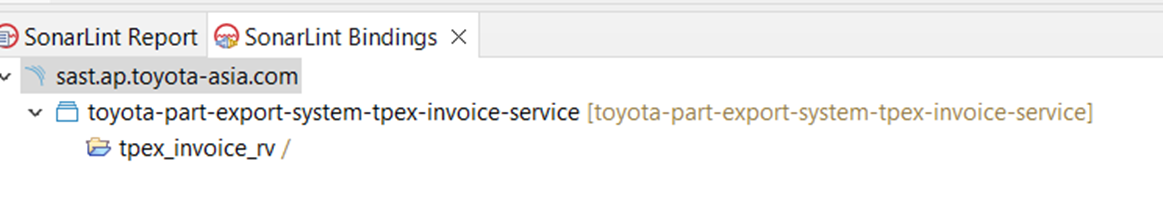 SonarLint Report SonarLint Bindings
sast.ap.toyota-asia.com
toyota-part-export-system-tpex-invoice-service [toyota-part-export-system-tpex-invoice-service]
tpex_invoice_rv /